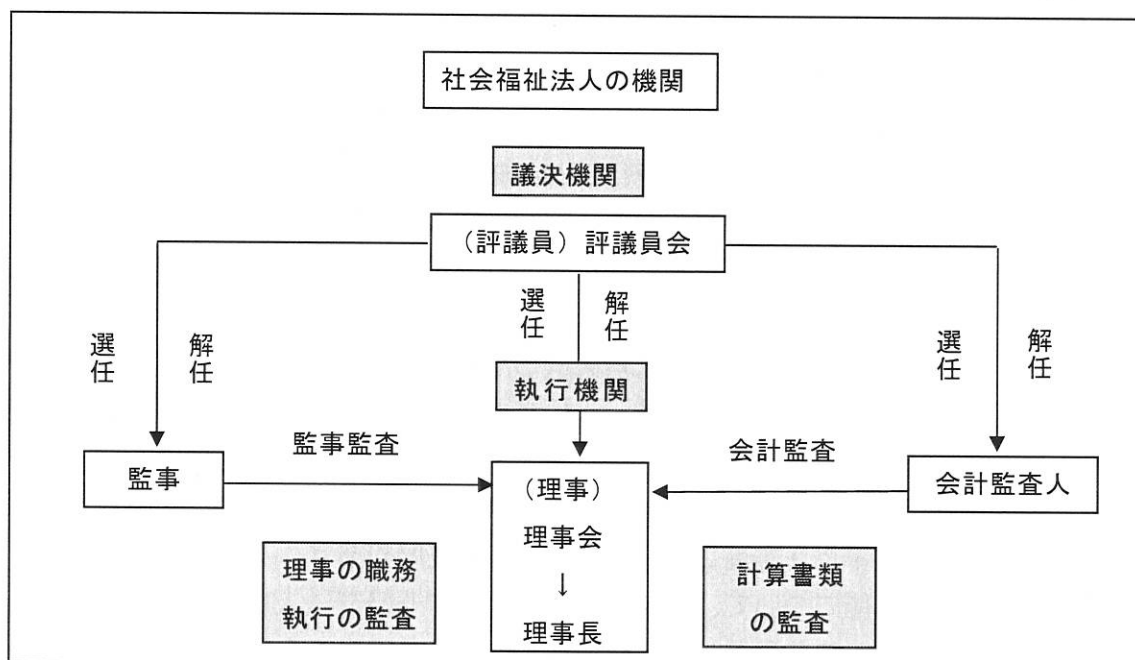 社会福祉法人の機関
議決機関
（評議員）評議員会
選任
解任
選任
解任
選任
解任
執行機関
監事監査
会計監査
監事
（理事）
理事会
↓
理事長
会計監査人
理事の職務
執行の監査
計算書類
の監査